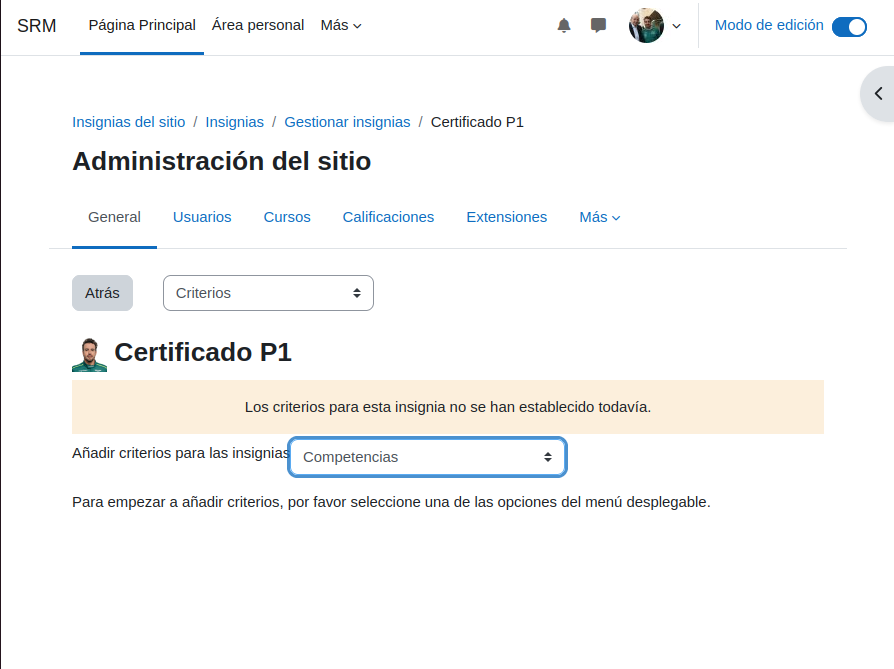 SRM Página Principal Área personal Más Modo de edición
Insignias del sitio / Insignias / Gestionar insignias / Certificado P1
Administración del sitio
General Usuarios Cursos Calificaciones Extensiones Más
Atrás Criterios
Certificado P1
Los criterios para esta insignia no se han establecido todavía.
Añadir criterios para las insignias Competencias
Para empezar a añadir criterios, por favor seleccione una de las opciones del menú desplegable.